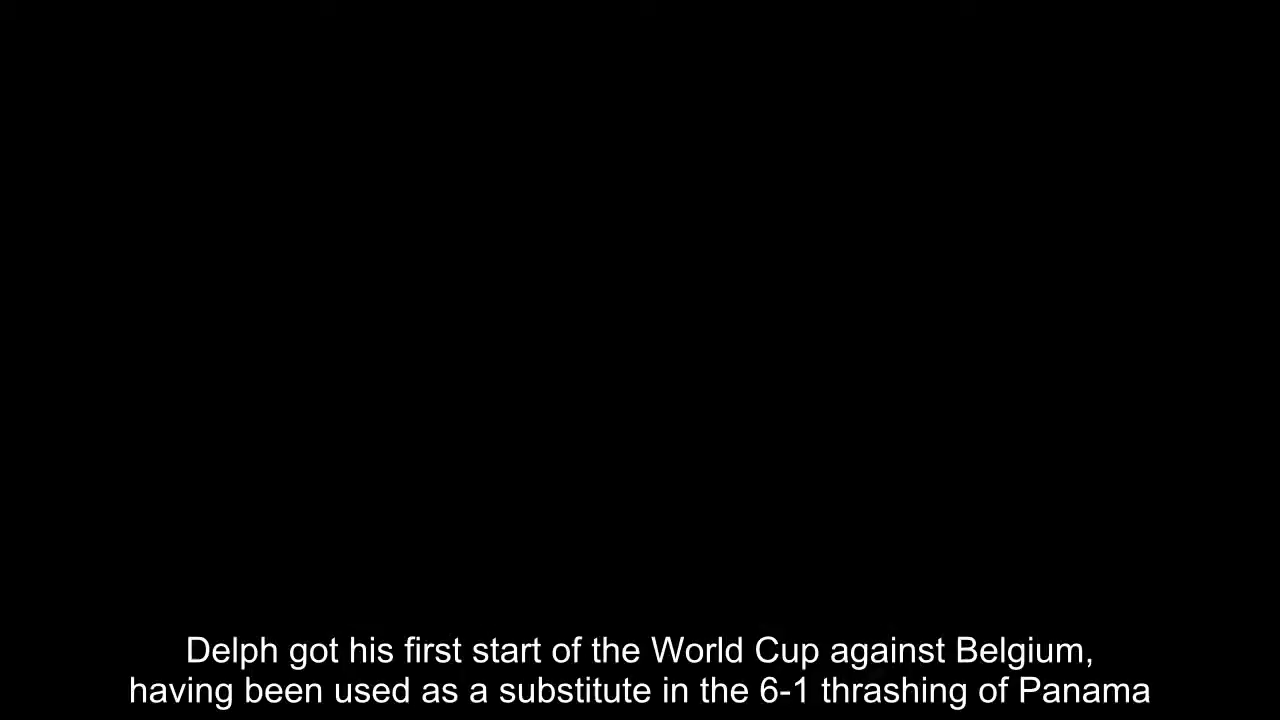 Delph got his first start of the World Cup against Belgium,
having been used as a substitute in the 6-1 thrashing of Panama